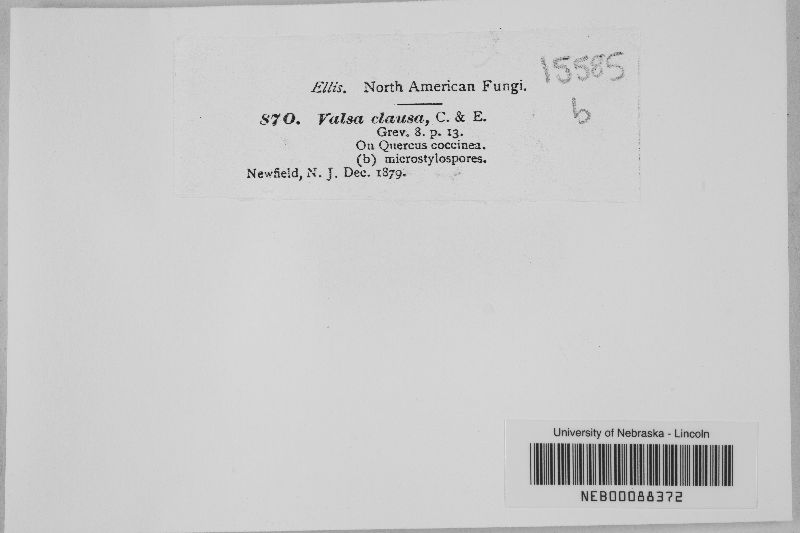 Ellis. North American Fungi.
15585
b
870. Valsa clausa, C. & E.
Grev. 8. p. 13.
On Quercus coccinea.
(b) microstylospores.
Newfield, N. J. Dec. 1879.
University of Nebraska - Lincoln
NEB00088372